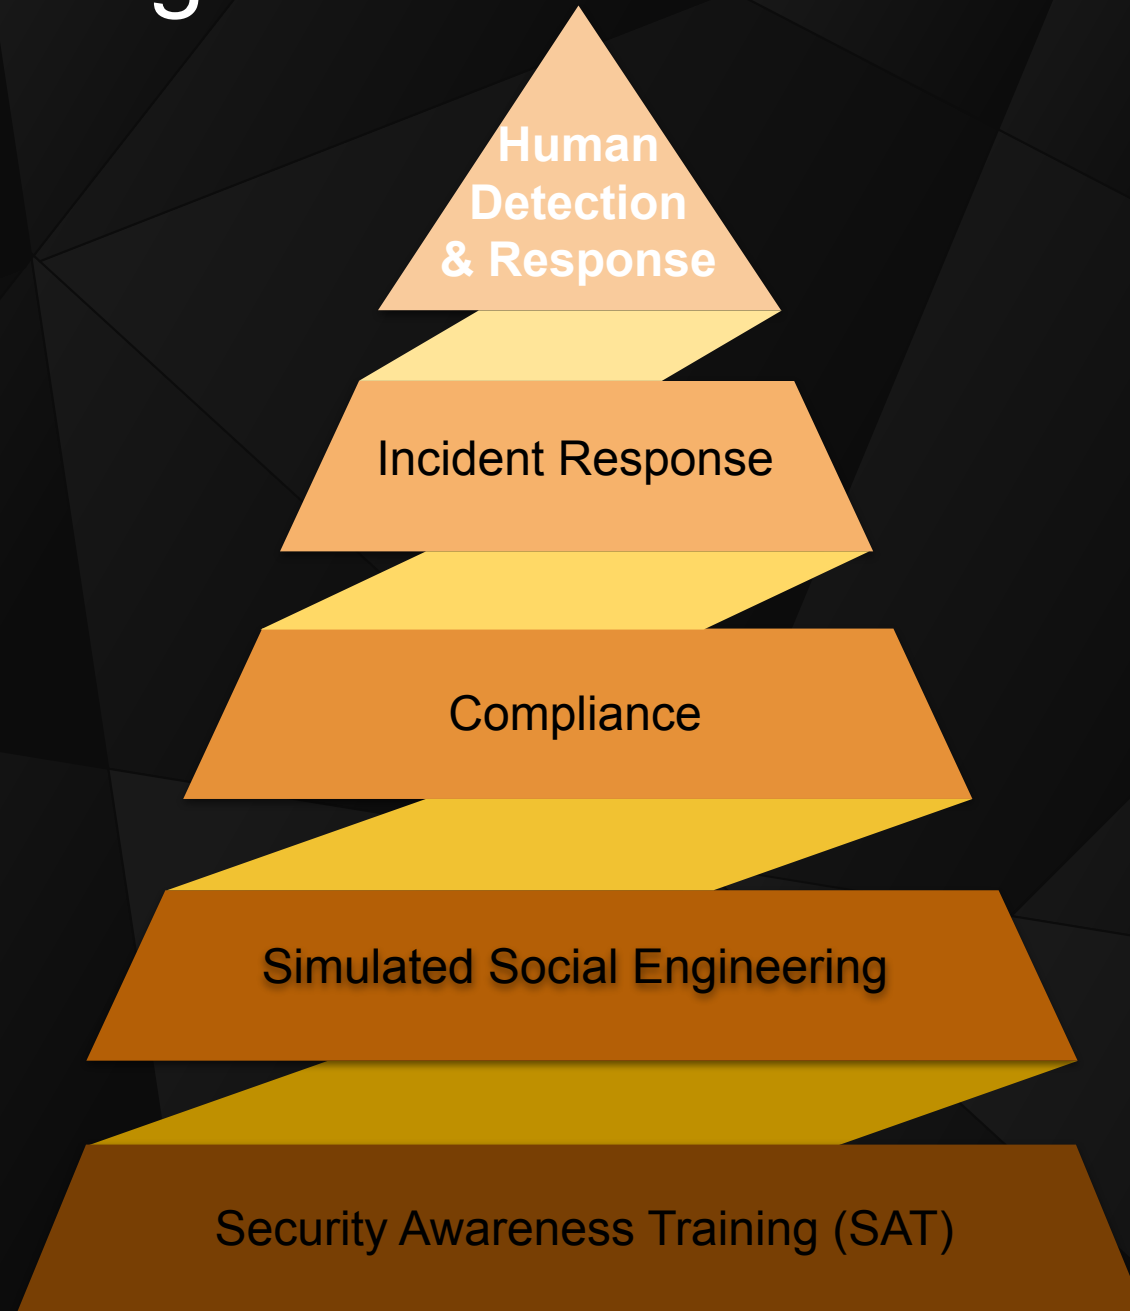 Human
Detection
& Response
Incident Response
Compliance
Simulated Social Engineering
Security Awareness Training (SAT)